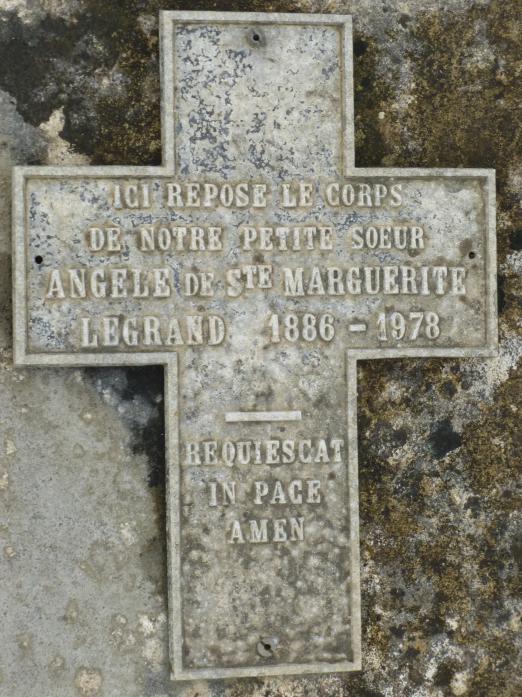 ICI REPOSE LE CORPS
DE NOTRE PETITE SOEUR
ANGELE DE STE MARGUERITE
LEGRAND 1886 - 1978
REQUIESCAT
IN PACE
AMEN